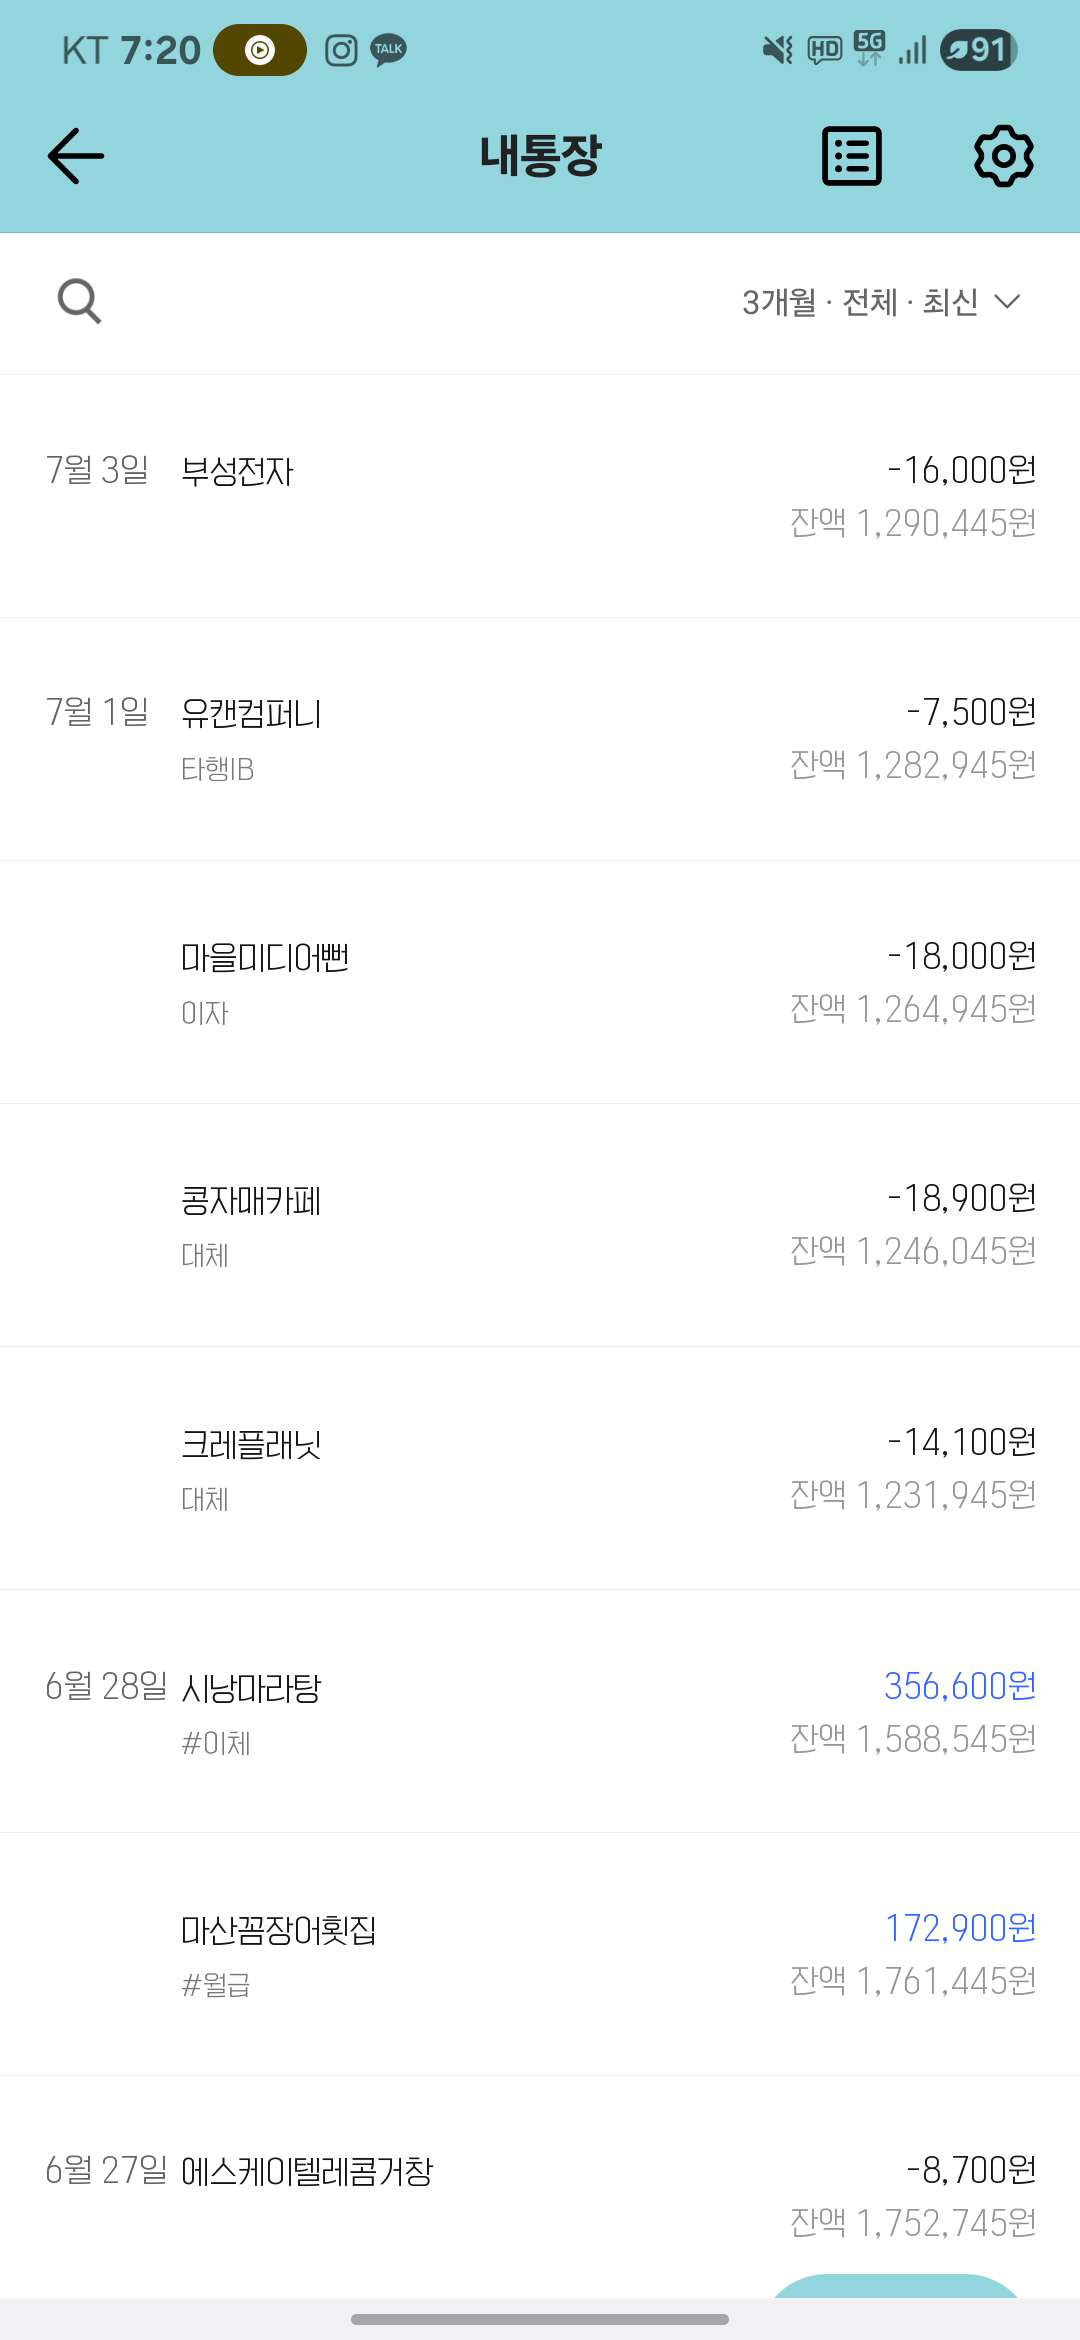 KT 7:20 TALK HD 5G 91
내통장
3개월 · 전체 · 최신
7월 3일 부성전자 -16,000원
잔액 1,290,445원
7월 1일 유캔컴퍼니 -7,500원
타행IB 잔액 1,282,945원
마을미디어뻔 -18,000원
이자 잔액 1,264,945원
콩자매카페 -18,900원
대체 잔액 1,246,045원
크레플래닛 -14,100원
대체 잔액 1,231,945원
6월 28일 시낭마라탕 356,600원
#이체 잔액 1,588,545원
마산꼼장어횟집 172,900원
#월급 잔액 1,761,445원
6월 27일 에스케이텔레콤거창 -8,700원
잔액 1,752,745원